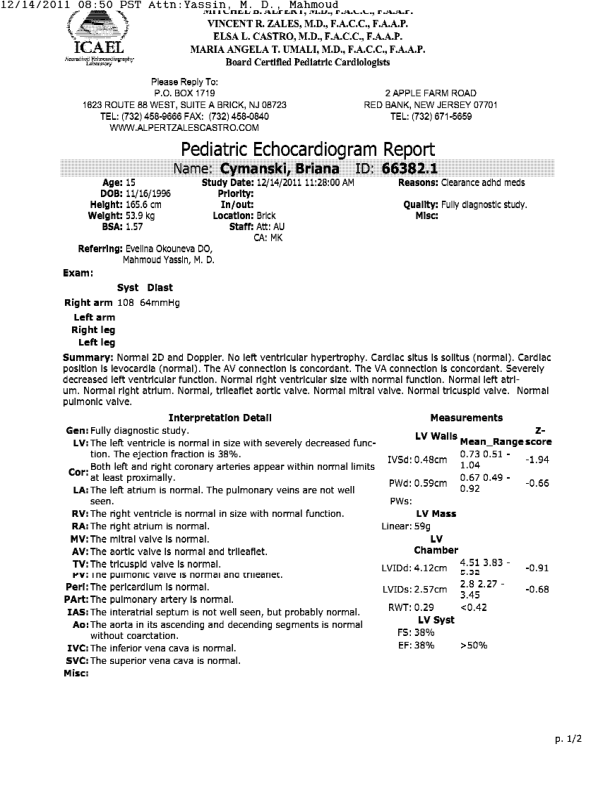 12/14/2011 08:50 PST Attn:Yassin, M. D., Mahmoud
MITCHEL B. ALPERT, M.D., F.A.C.C., F.A.A.P.
VINCENT R. ZALES, M.D., F.A.C.C., F.A.A.P.
ELSA L. CASTRO, M.D., F.A.C.C., F.A.A.P.
MARIA ANGELA T. UMALI, M.D., F.A.C.C., F.A.A.P.
Board Certified Pediatric Cardiologists
ICAEL
Accredited Echocardiography
Laboratory
Please Reply To:
P.O. BOX 1719
1623 ROUTE 88 WEST, SUITE A BRICK, NJ 08723
TEL: (732) 458-9666 FAX: (732) 458-0840
WWW.ALPERTZALESCASTRO.COM
2 APPLE FARM ROAD
RED BANK, NEW JERSEY 07701
TEL: (732) 671-5659
Pediatric Echocardiogram Report
Name: Cymanski, Briana ID: 66382.1
Age: 15
DOB: 11/16/1996
Height: 165.6 cm
Weight: 53.9 kg
BSA: 1.57
Study Date: 12/14/2011 11:28:00 AM
Priority:
In/out:
Location: Brick
Staff: Att: AU
CA: MK
Reasons: Clearance adhd meds
Quality: Fully diagnostic study.
Misc:
Referring: Evelina Okouneva DO,
Mahmoud Yassin, M. D.
Exam:
Syst Diast
Right arm 108 64mmHg
Left arm
Right leg
Left leg
Summary: Normal 2D and Doppler. No left ventricular hypertrophy. Cardiac situs is solitus (normal). Cardiac
position is levocardia (normal). The AV connection is concordant. The VA connection is concordant. Severely
decreased left ventricular function. Normal right ventricular size with normal function. Normal left atri-
um. Normal right atrium. Normal, trileaflet aortic valve. Normal mitral valve. Normal tricuspid valve. Normal
pulmonic valve.
Interpretation Detail
Gen: Fully diagnostic study.
LV: The left ventricle is normal in size with severely decreased func-
tion. The ejection fraction is 38%.
Cor: Both left and right coronary arteries appear within normal limits
at least proximally.
LA: The left atrium is normal. The pulmonary veins are not well
seen.
RV: The right ventricle is normal in size with normal function.
RA: The right atrium is normal.
MV: The mitral valve is normal.
AV: The aortic valve is normal and trileaflet.
TV: The tricuspid valve is normal.
PV: The pulmonic valve is normal and trileaflet.
Peri: The pericardium is normal.
PArt: The pulmonary artery is normal.
IAS: The interatrial septum is not well seen, but probably normal.
Ao: The aorta in its ascending and decending segments is normal
without coarctation.
IVC: The inferior vena cava is normal.
SVC: The superior vena cava is normal.
Misc:
Measurements
LV Walls Mean_Range Z-score
IVSd: 0.48cm 0.73 0.51 - 1.04 -1.94
PWd: 0.59cm 0.67 0.49 - 0.92 -0.66
PWs:
LV Mass
Linear: 59g
LV
Chamber
LVIDd: 4.12cm 4.51 3.83 - 5.32 -0.91
LVIDs: 2.57cm 2.8 2.27 - 3.45 -0.68
RWT: 0.29 <0.42
LV Syst
FS: 38%
EF: 38% >50%
p. 1/2